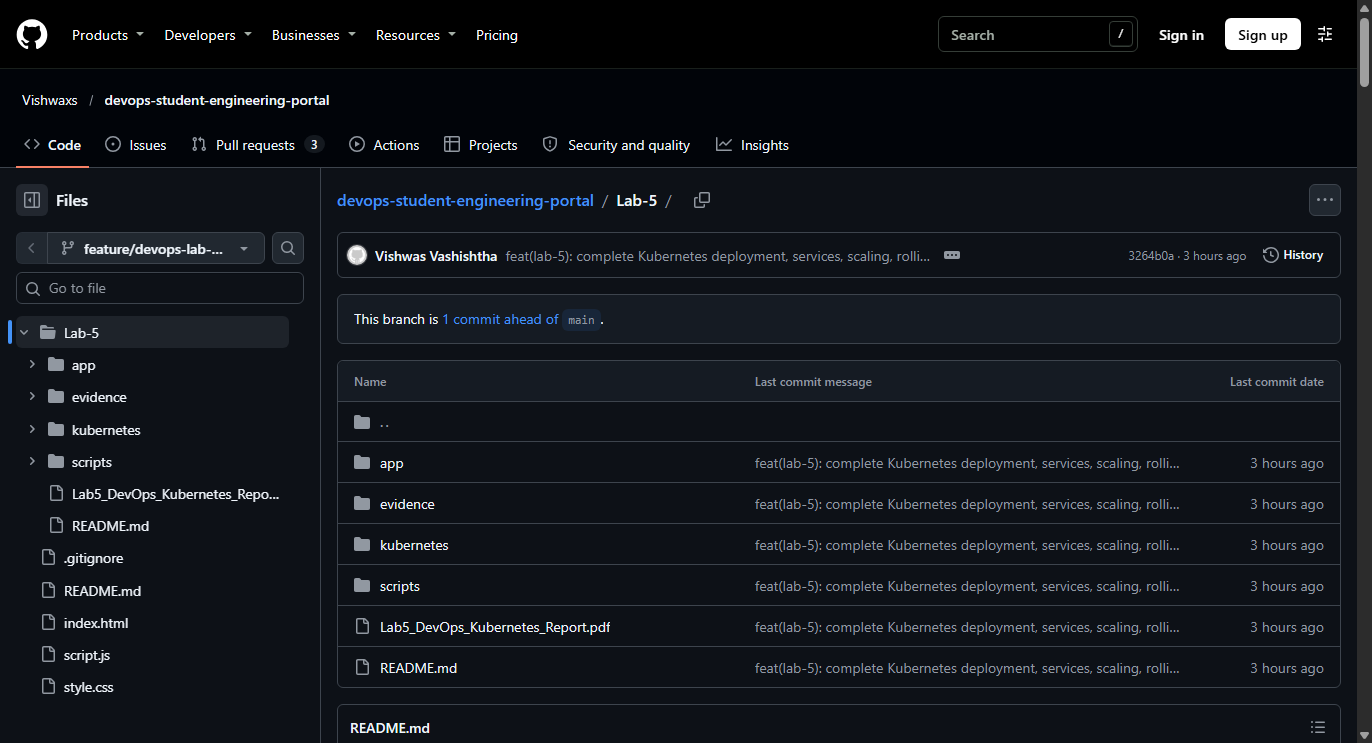 Products Developers Businesses Resources Pricing Search / Sign in Sign up
Vishwaxs / devops-student-engineering-portal
Code Issues Pull requests 3 Actions Projects Security and quality Insights
Files
feature/devops-lab-...
Go to file
Lab-5
app
evidence
kubernetes
scripts
Lab5_DevOps_Kubernetes_Repo...
README.md
.gitignore
README.md
index.html
script.js
style.css
devops-student-engineering-portal / Lab-5 /
Vishwas Vashishtha feat(lab-5): complete Kubernetes deployment, services, scaling, rolli... 3264b0a · 3 hours ago History
This branch is 1 commit ahead of main .
Name Last commit message Last commit date
..
app feat(lab-5): complete Kubernetes deployment, services, scaling, rolli... 3 hours ago
evidence feat(lab-5): complete Kubernetes deployment, services, scaling, rolli... 3 hours ago
kubernetes feat(lab-5): complete Kubernetes deployment, services, scaling, rolli... 3 hours ago
scripts feat(lab-5): complete Kubernetes deployment, services, scaling, rolli... 3 hours ago
Lab5_DevOps_Kubernetes_Report.pdf feat(lab-5): complete Kubernetes deployment, services, scaling, rolli... 3 hours ago
README.md feat(lab-5): complete Kubernetes deployment, services, scaling, rolli... 3 hours ago
README.md